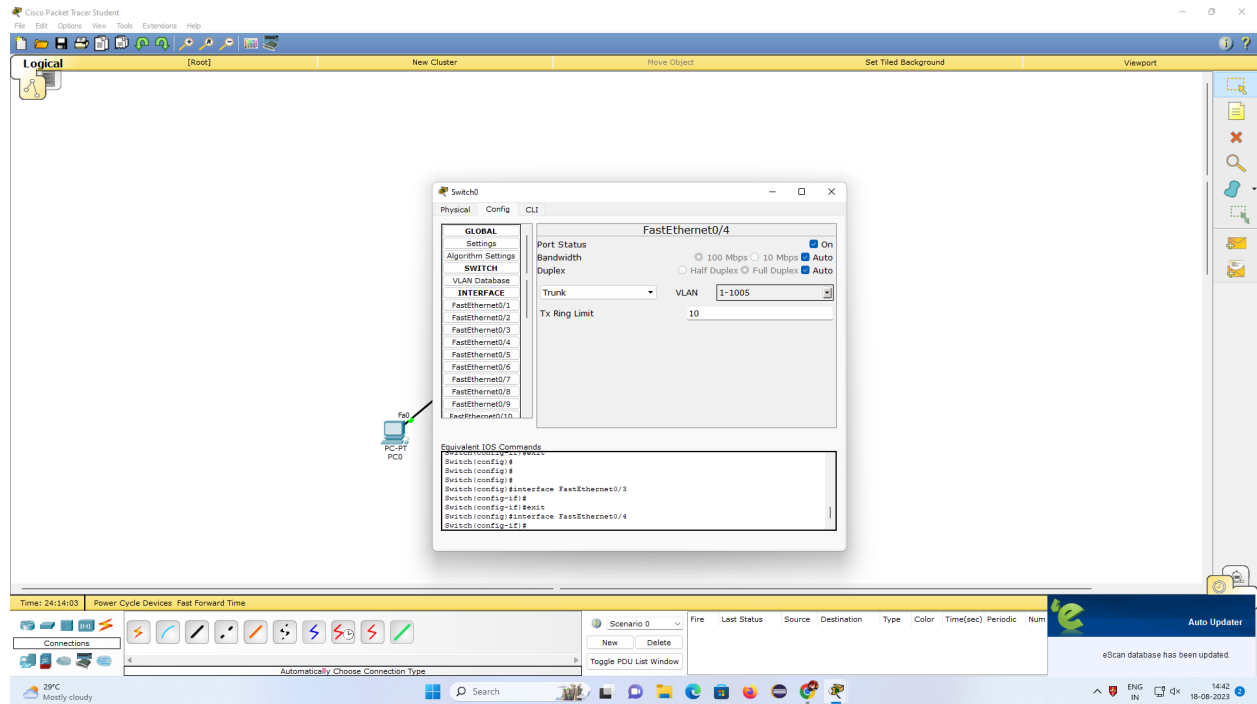 Cisco Packet Tracer Student
File Edit Options View Tools Extensions Help
Logical [Root] New Cluster Move Object Set Tiled Background Viewport
Switch0
Physical Config CLI
GLOBAL
Settings
Algorithm Settings
SWITCH
VLAN Database
INTERFACE
FastEthernet0/1
FastEthernet0/2
FastEthernet0/3
FastEthernet0/4
FastEthernet0/5
FastEthernet0/6
FastEthernet0/7
FastEthernet0/8
FastEthernet0/9
FastEthernet0/10
FastEthernet0/4
Port Status On
Bandwidth 100 Mbps 10 Mbps Auto
Duplex Half Duplex Full Duplex Auto
Trunk VLAN 1-1005
Tx Ring Limit 10
Fa0
PC-PT
PC0
Equivalent IOS Commands
Switch(config-if)#exit
Switch(config)#
Switch(config)#
Switch(config)#
Switch(config)#interface FastEthernet0/3
Switch(config-if)#
Switch(config-if)#exit
Switch(config)#interface FastEthernet0/4
Switch(config-if)#
Time: 24:14:03 Power Cycle Devices Fast Forward Time
Connections
Automatically Choose Connection Type
Scenario 0
New Delete
Toggle PDU List Window
Fire Last Status Source Destination Type Color Time(sec) Periodic Num
Auto Updater
eScan database has been updated.
29°C
Mostly cloudy
Search
ENG
IN
14:42
18-08-2023
2